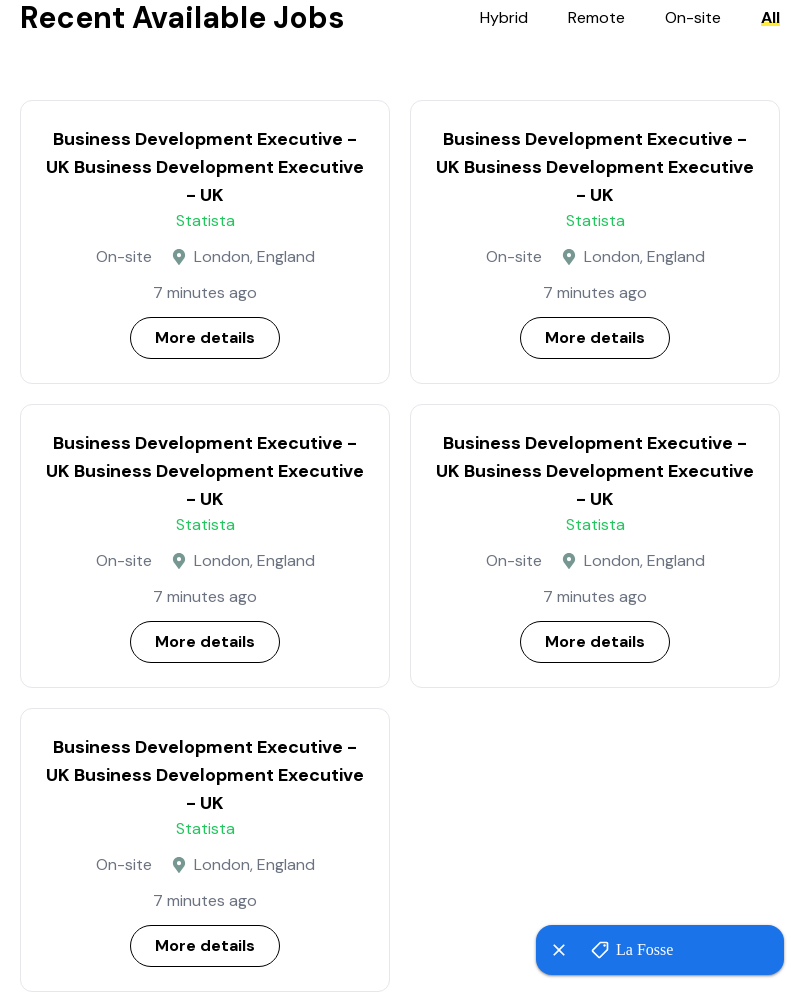 Recent Available Jobs
Hybrid Remote On-site All
Business Development Executive –
UK Business Development Executive
– UK
Statista
On-site London, England
7 minutes ago
More details
Business Development Executive –
UK Business Development Executive
– UK
Statista
On-site London, England
7 minutes ago
More details
Business Development Executive –
UK Business Development Executive
– UK
Statista
On-site London, England
7 minutes ago
More details
Business Development Executive –
UK Business Development Executive
– UK
Statista
On-site London, England
7 minutes ago
More details
Business Development Executive –
UK Business Development Executive
– UK
Statista
On-site London, England
7 minutes ago
More details
La Fosse